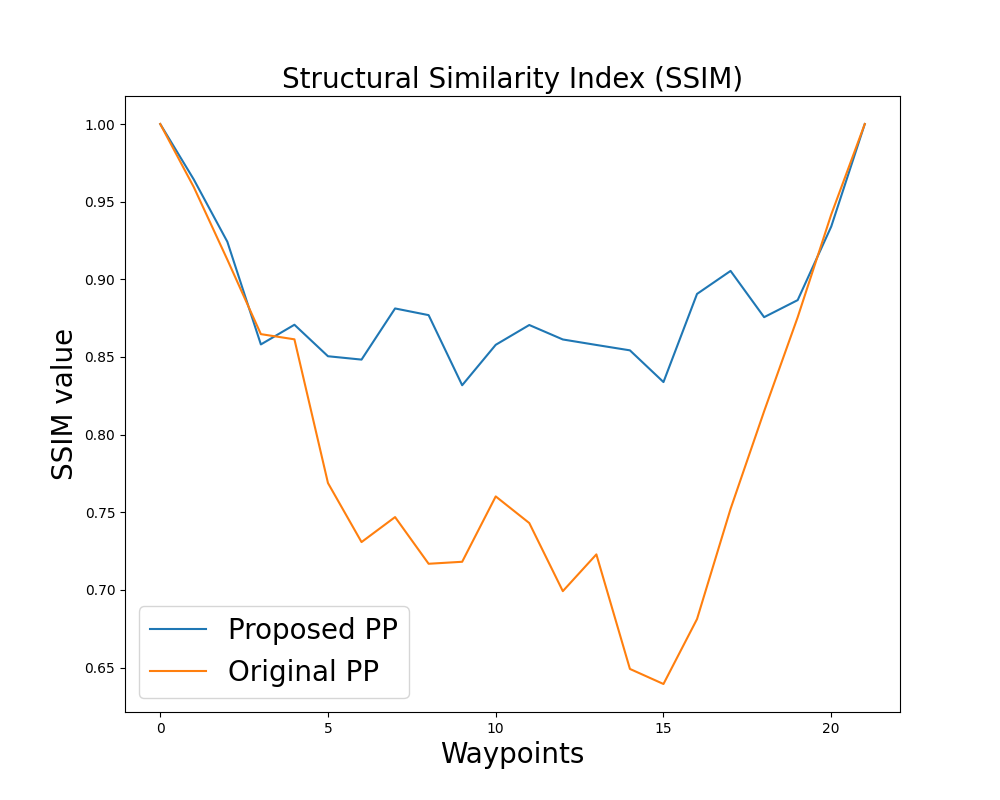 Structural Similarity Index (SSIM)
SSIM value
1.00
0.95
0.90
0.85
0.80
0.75
0.70
0.65
Proposed PP
Original PP
0 5 10 15 20
Waypoints